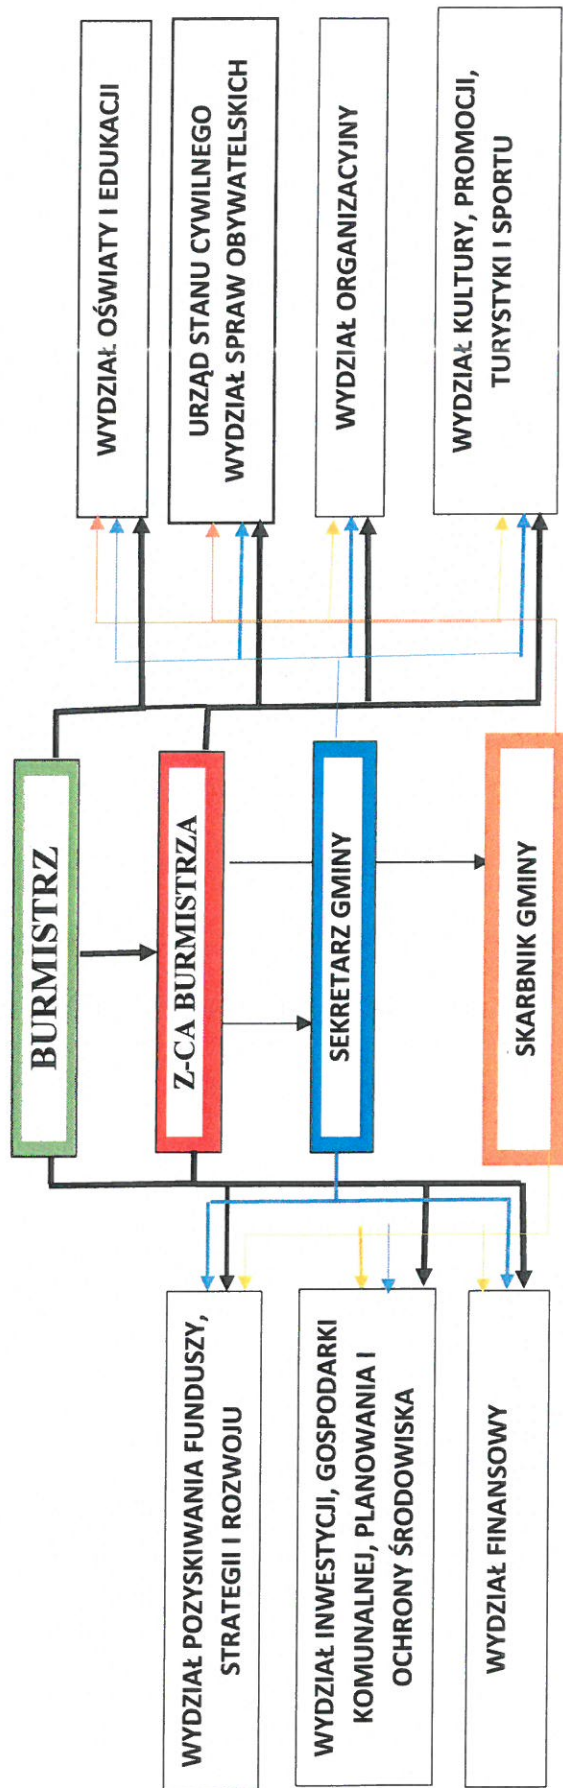 BURMISTRZ
Z-CA BURMISTRZA
SEKRETARZ GMINY
SKARBNIK GMINY
WYDZIAŁ POZYSKIWANIA FUNDUSZY,
STRATEGII I ROZWOJU
WYDZIAŁ INWESTYCJI, GOSPODARKI
KOMUNALNEJ, PLANOWANIA I
OCHRONY ŚRODOWISKA
WYDZIAŁ FINANSOWY
WYDZIAŁ OŚWIATY I EDUKACJI
URZĄD STANU CYWILNEGO
WYDZIAŁ SPRAW OBYWATELSKICH
WYDZIAŁ ORGANIZACYJNY
WYDZIAŁ KULTURY, PROMOCJI,
TURYSTYKI I SPORTU